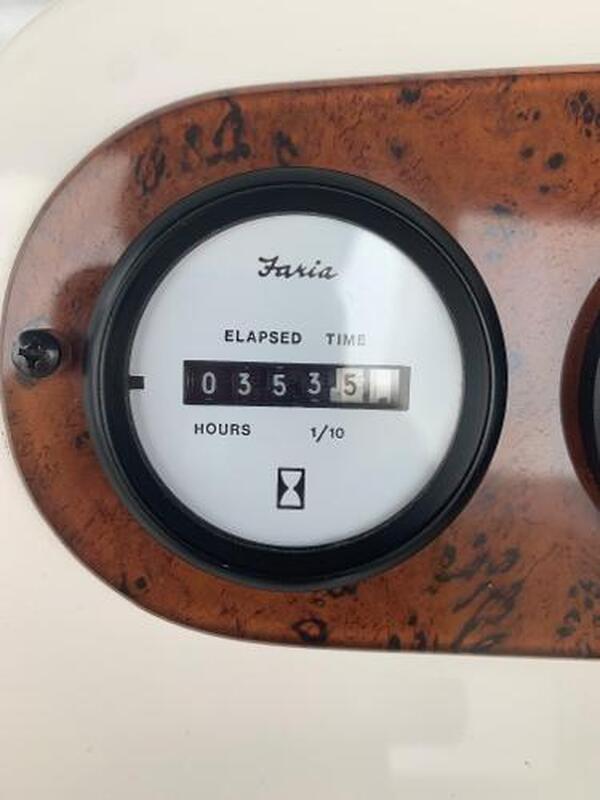 Faria
ELAPSED TIME
0 3 5 3 5
HOURS 1/10